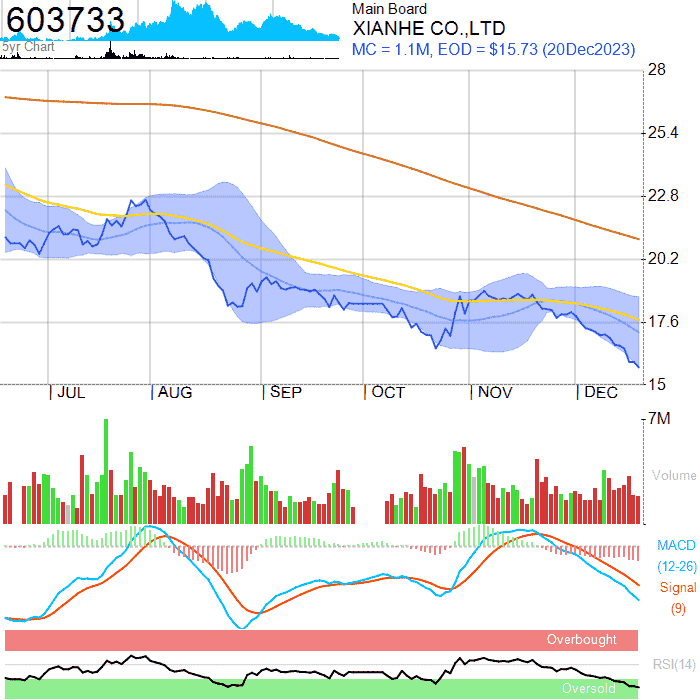 603733
5yr Chart
Main Board
XIANHE CO.,LTD
MC = 1.1M, EOD = $15.73 (20Dec2023)
28
25.4
22.8
20.2
17.6
15
JUL AUG SEP OCT NOV DEC
7M
Volume
MACD
(12-26)
Signal
(9)
Overbought
RSI(14)
Oversold